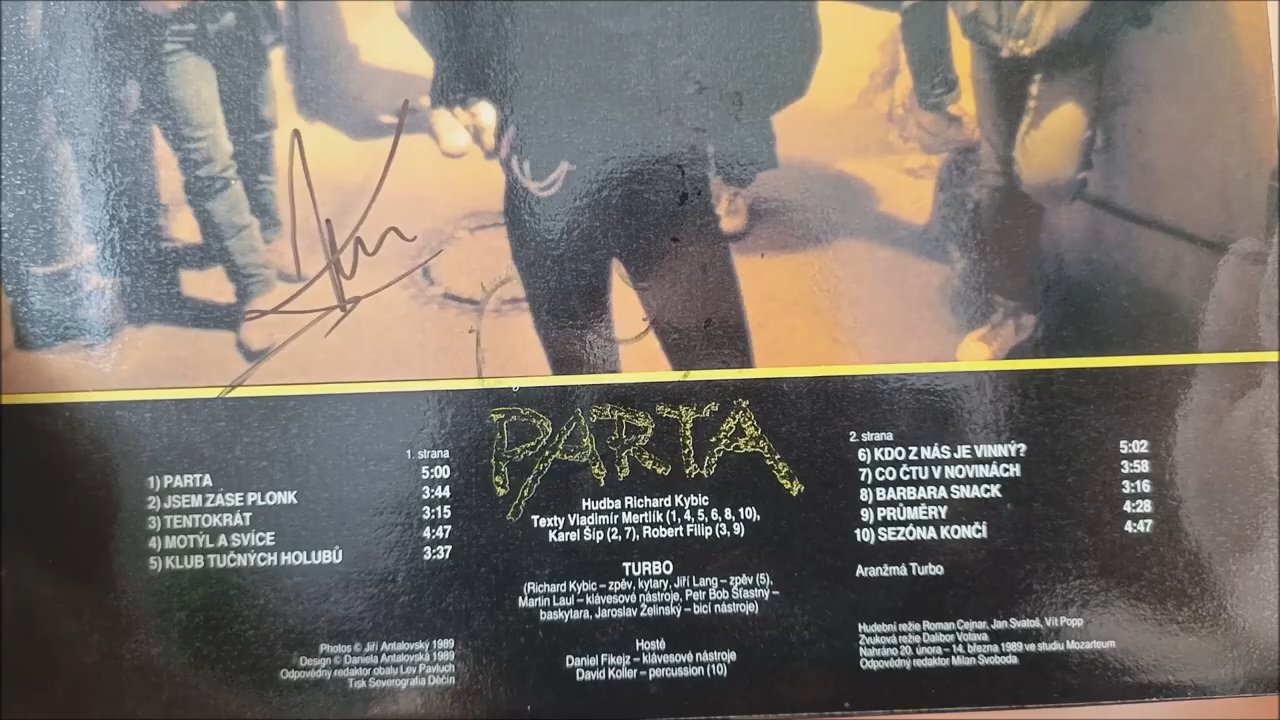 PARTA
1. strana
1) PARTA 5:00
2) JSEM ZÁSE PLONK 3:44
3) TENTOKRÁT 3:15
4) MOTÝL A SVÍCE 4:47
5) KLUB TUČNÝCH HOLUBŮ 3:37
Photos © Jiří Antalovský 1989
Design © Daniela Antalovská 1989
Odpovědný redaktor obalu Lev Pavluch
Tisk Severografia Děčín
Hudba Richard Kybic
Texty Vladimír Mertlík (1, 4, 5, 6, 8, 10),
Karel Šíp (2, 7), Robert Filip (3, 9)
TURBO
(Richard Kybic – zpěv, kytary, Jiří Lang – zpěv (5),
Martin Laul – klávesové nástroje, Petr Bob Šťastný –
baskytara, Jaroslav Želinský – bicí nástroje)
Hosté
Daniel Fikejz – klávesové nástroje
David Koller – percussion (10)
2. strana
6) KDO Z NÁS JE VINNÝ? 5:02
7) CO ČTU V NOVINÁCH 3:58
8) BARBARA SNACK 3:16
9) PRŮMĚRY 4:28
10) SEZÓNA KONČÍ 4:47
Aranžmá Turbo
Hudební režie Roman Cejnar, Jan Svatoš, Vít Popp
Zvuková režie Dalibor Votava
Nahráno 20. února – 14. března 1989 ve studiu Mozarteum
Odpovědný redaktor Milan Svoboda